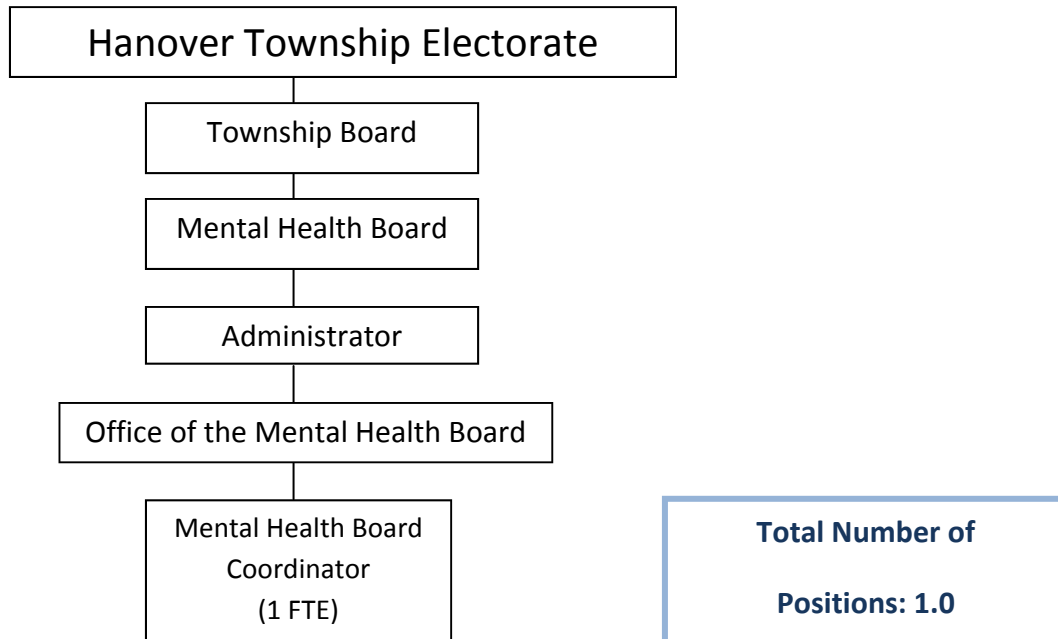 Hanover Township Electorate
Township Board
Mental Health Board
Administrator
Office of the Mental Health Board
Mental Health Board
Coordinator
(1 FTE)
Total Number of
Positions: 1.0